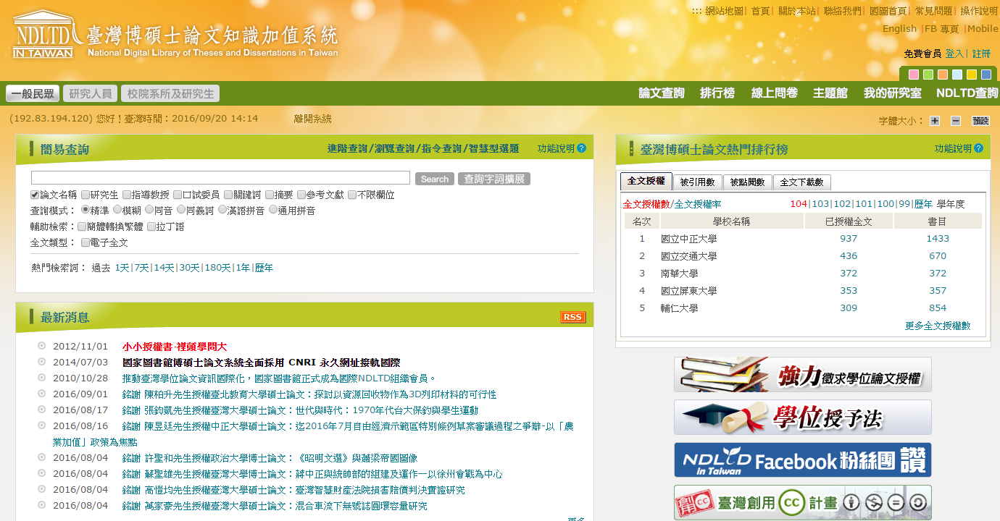 ::: 網站地圖| 首頁| 關於本站| 聯絡我們| 國圖首頁| 常見問題| 操作說明
English |FB 專頁 |Mobile
NDLTD IN TAIWAN 臺灣博碩士論文知識加值系統
National Digital Library of Theses and Dissertations in Taiwan
免費會員 登入| 註冊
一般民眾 研究人員 校院系所及研究生
論文查詢 排行榜 線上問卷 主題館 我的研究室 NDLTD查詢
(192.83.194.120) 您好！臺灣時間：2016/09/20 14:14 離開系統
字體大小： + − 預設
簡易查詢 進階查詢/瀏覽查詢/指令查詢/智慧型選題 功能說明 ?
Search 查詢字詞擴展
論文名稱 研究生 指導教授 口試委員 關鍵詞 摘要 參考文獻 不限欄位
查詢模式： 精準 模糊 同音 同義詞 漢語拼音 通用拼音
輔助檢索： 簡體轉換繁體 拉丁語
全文類型： 電子全文
熱門檢索詞： 過去 1天|7天|14天|30天|180天|1年|歷年
最新消息 RSS
2012/11/01 小小授權書‧裡頭學問大
2014/07/03 國家圖書館博碩士論文系統全面採用 CNRI 永久網址接軌國際
2010/10/28 推動臺灣學位論文資訊國際化，國家圖書館正式成為國際NDLTD組織會員。
2016/09/01 銘謝 陳柏升先生授權臺北教育大學碩士論文：探討以資源回收物作為3D列印材料的可行性
2016/08/17 銘謝 張鈞凱先生授權臺灣大學碩士論文：世代與時代：1970年代台大保釣與學生運動
2016/08/16 銘謝 陳昱廷先生授權中正大學碩士論文：迄2016年7月自由經濟示範區特別條例草案審議過程之爭辯-以「農
業加值」政策為焦點
2016/08/04 銘謝 許聖和先生授權政治大學博士論文：《昭明文選》與蕭梁帝國圖像
2016/08/04 銘謝 蘇聖雄先生授權臺灣大學博士論文：蔣中正與統帥部的組建及運作—以徐州會戰為中心
2016/08/04 銘謝 高愷均先生授權臺灣大學碩士論文：臺灣智慧財產法院損害賠償判決實證研究
2016/08/04 銘謝 萬家豪先生授權臺灣大學碩士論文：混合車流下無號誌圓環容量研究
臺灣博碩士論文熱門排行榜 功能說明 ?
全文授權 被引用數 被點閱數 全文下載數
全文授權數/全文授權率 104|103|102|101|100|99|歷年 學年度
名次 學校名稱 已授權全文 書目
1 國立中正大學 937 1433
2 國立交通大學 436 670
3 南華大學 372 372
4 國立屏東大學 353 357
5 輔仁大學 309 854
更多全文授權數
強力徵求學位論文授權
學位授予法
NDLTD in Taiwan Facebook 粉絲團 讚
臺灣創用 CC 計畫